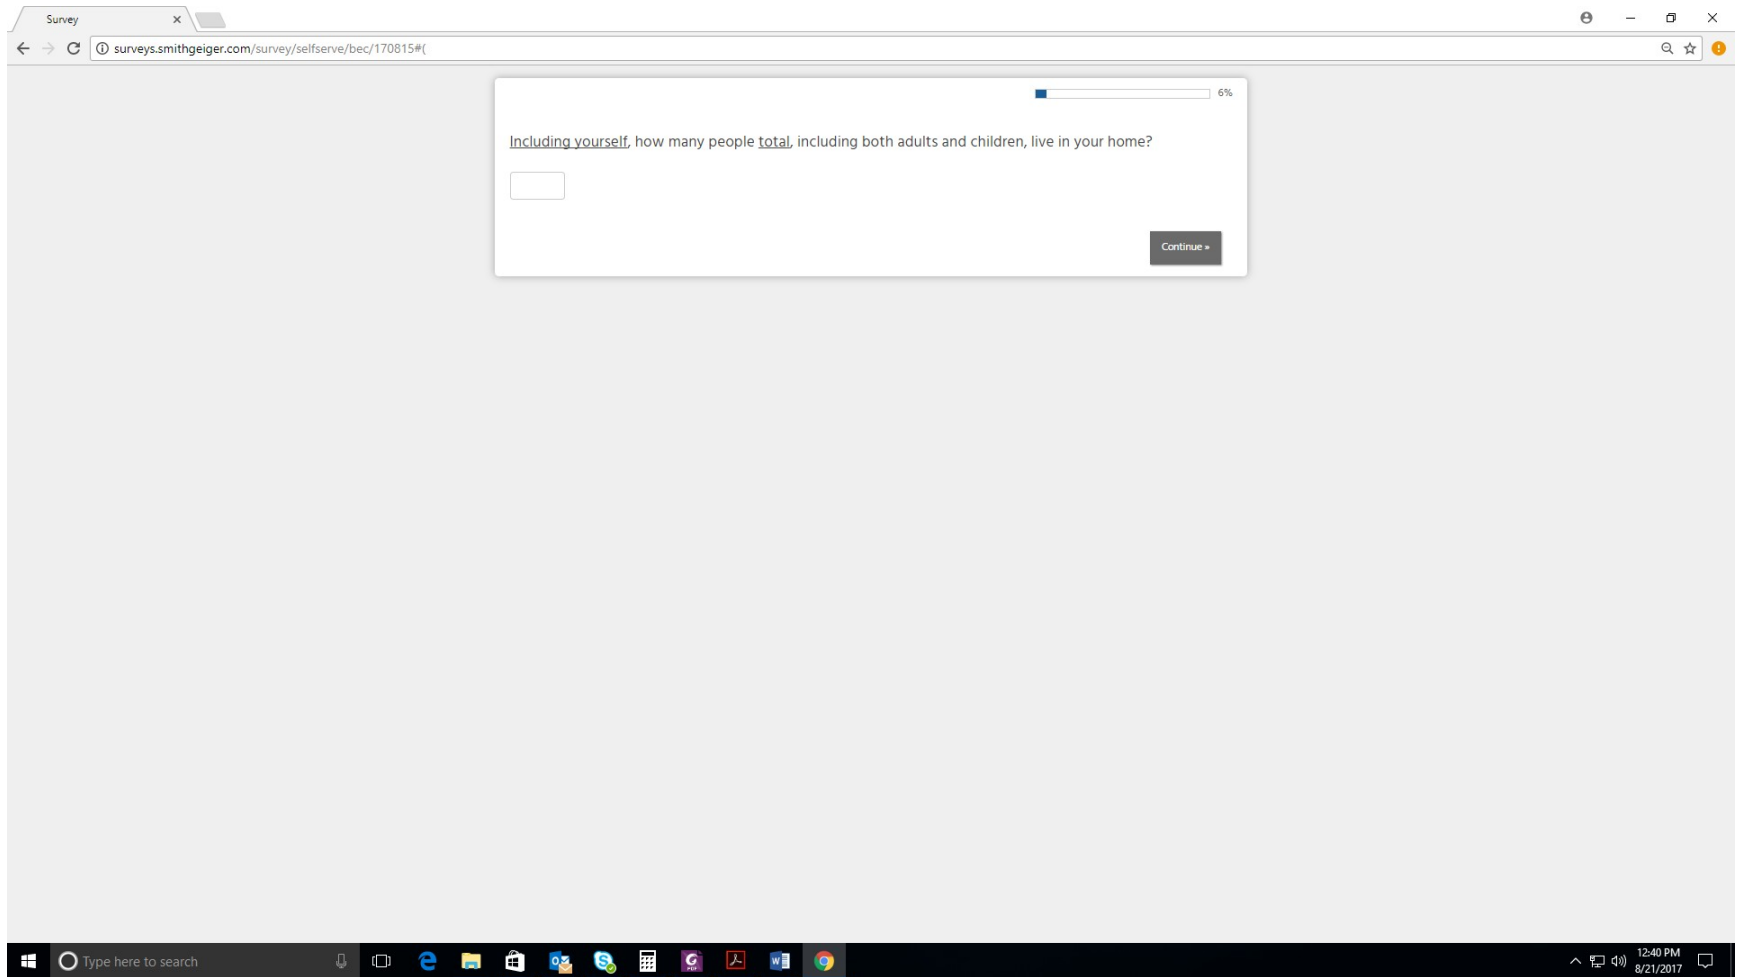 Survey
surveys.smithgeiger.com/survey/selfserve/bec/170815#(
6%
Including yourself, how many people total, including both adults and children, live in your home?
Continue »
Type here to search
12:40 PM
8/21/2017